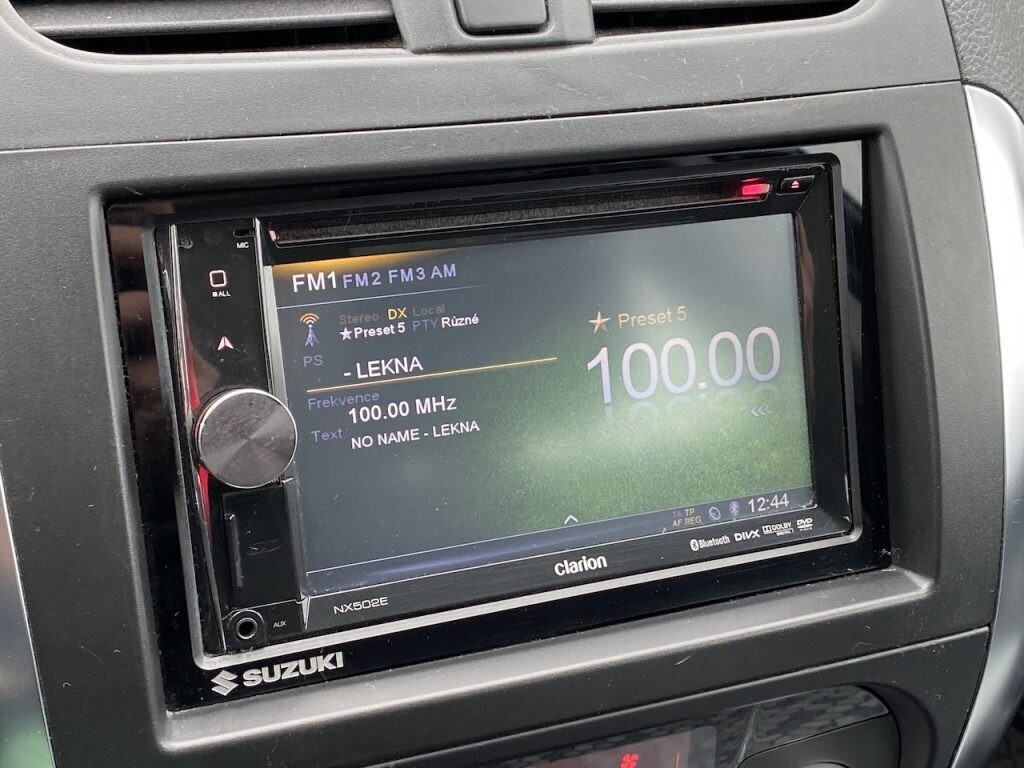 MIC
ALL
FM1 FM2 FM3 AM
Stereo DX Local
★Preset 5 PTY Různé
PS
- LEKNA
Frekvence
100.00 MHz
Text
NO NAME - LEKNA
★ Preset 5
100.00
<<<
TA TP
AF REG
12:44
Bluetooth DIVX DOLBY DIGITAL DVD VIDEO
clarion
NX502E
AUX
SUZUKI